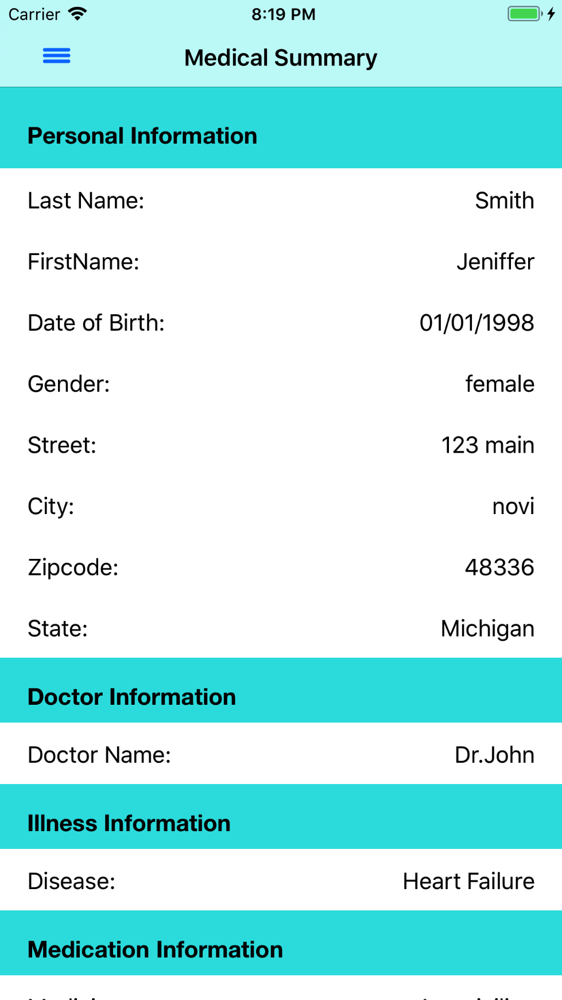 Carrier 8:19 PM
Medical Summary
Personal Information
Last Name: Smith
FirstName: Jeniffer
Date of Birth: 01/01/1998
Gender: female
Street: 123 main
City: novi
Zipcode: 48336
State: Michigan
Doctor Information
Doctor Name: Dr.John
Illness Information
Disease: Heart Failure
Medication Information